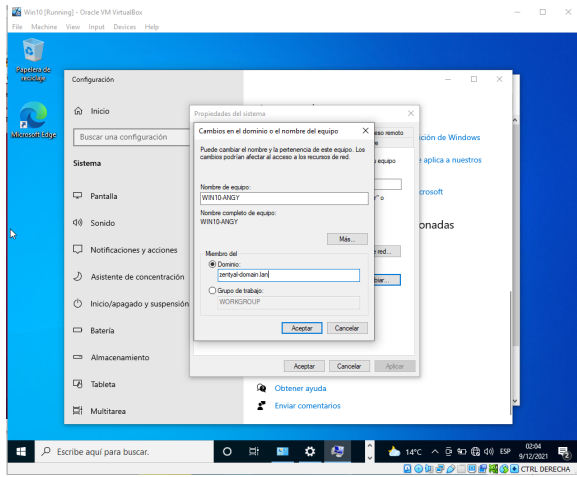 Win10 [Running] - Oracle VM VirtualBox
File Machine View Input Devices Help
Papelera de
reciclaje
Microsoft Edge
Configuración
Inicio
Buscar una configuración
Sistema
Pantalla
Sonido
Notificaciones y acciones
Asistente de concentración
Inicio/apagado y suspensión
Batería
Almacenamiento
Tableta
Multitarea
Propiedades del sistema
eso remoto
u equipo
Cambios en el dominio o el nombre del equipo
Puede cambiar el nombre y la pertenencia de este equipo. Los
cambios podrían afectar al acceso a los recursos de red.
Nombre de equipo:
WIN10-ANGY
Nombre completo de equipo:
WIN10-ANGY
Más...
Miembro del
Dominio:
zentyal-domain.lan
Grupo de trabajo:
WORKGROUP
Aceptar Cancelar
e red...
biar...
Aceptar Cancelar Aplicar
ción de Windows
e aplica a nuestros
crosoft
onadas
Obtener ayuda
Enviar comentarios
Escribe aquí para buscar.
14°C
ESP
02:04
9/12/2021
CTRL DERECHA